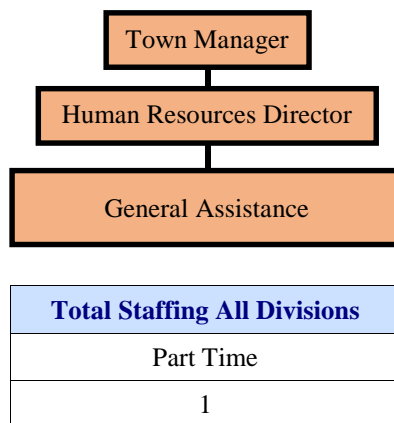 Town Manager
Human Resources Director
General Assistance
Total Staffing All Divisions
Part Time
1